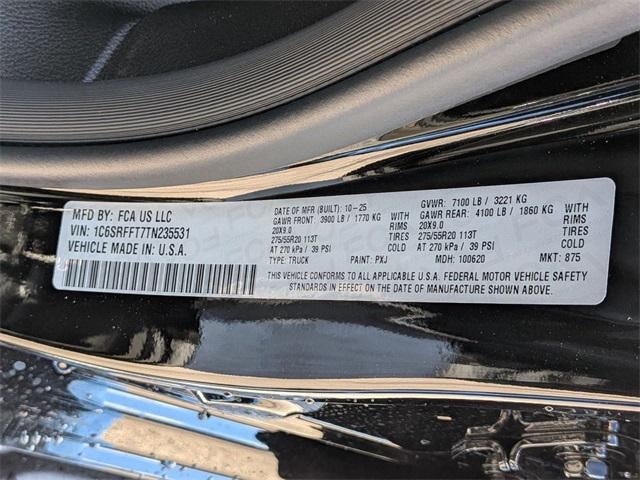 MFD BY: FCA US LLC
VIN: 1C6SRFFT7TN235531
VEHICLE MADE IN: U.S.A.
DATE OF MFR (BUILT): 10-25
GAWR FRONT: 3900 LB / 1770 KG
20X9.0
275/55R20 113T
AT 270 kPa / 39 PSI
TYPE: TRUCK
WITH
RIMS
TIRES
PAINT: PXJ
GVWR: 7100 LB / 3221 KG
GAWR REAR: 4100 LB / 1860 KG
20X9.0
275/55R20 113T
AT 270 kPa / 39 PSI
MDH: 100620
WITH
RIMS
TIRES
COLD
MKT: 875
THIS VEHICLE CONFORMS TO ALL APPLICABLE U.S.A. FEDERAL MOTOR VEHICLE SAFETY
STANDARDS IN EFFECT ON THE DATE OF MANUFACTURE SHOWN ABOVE.